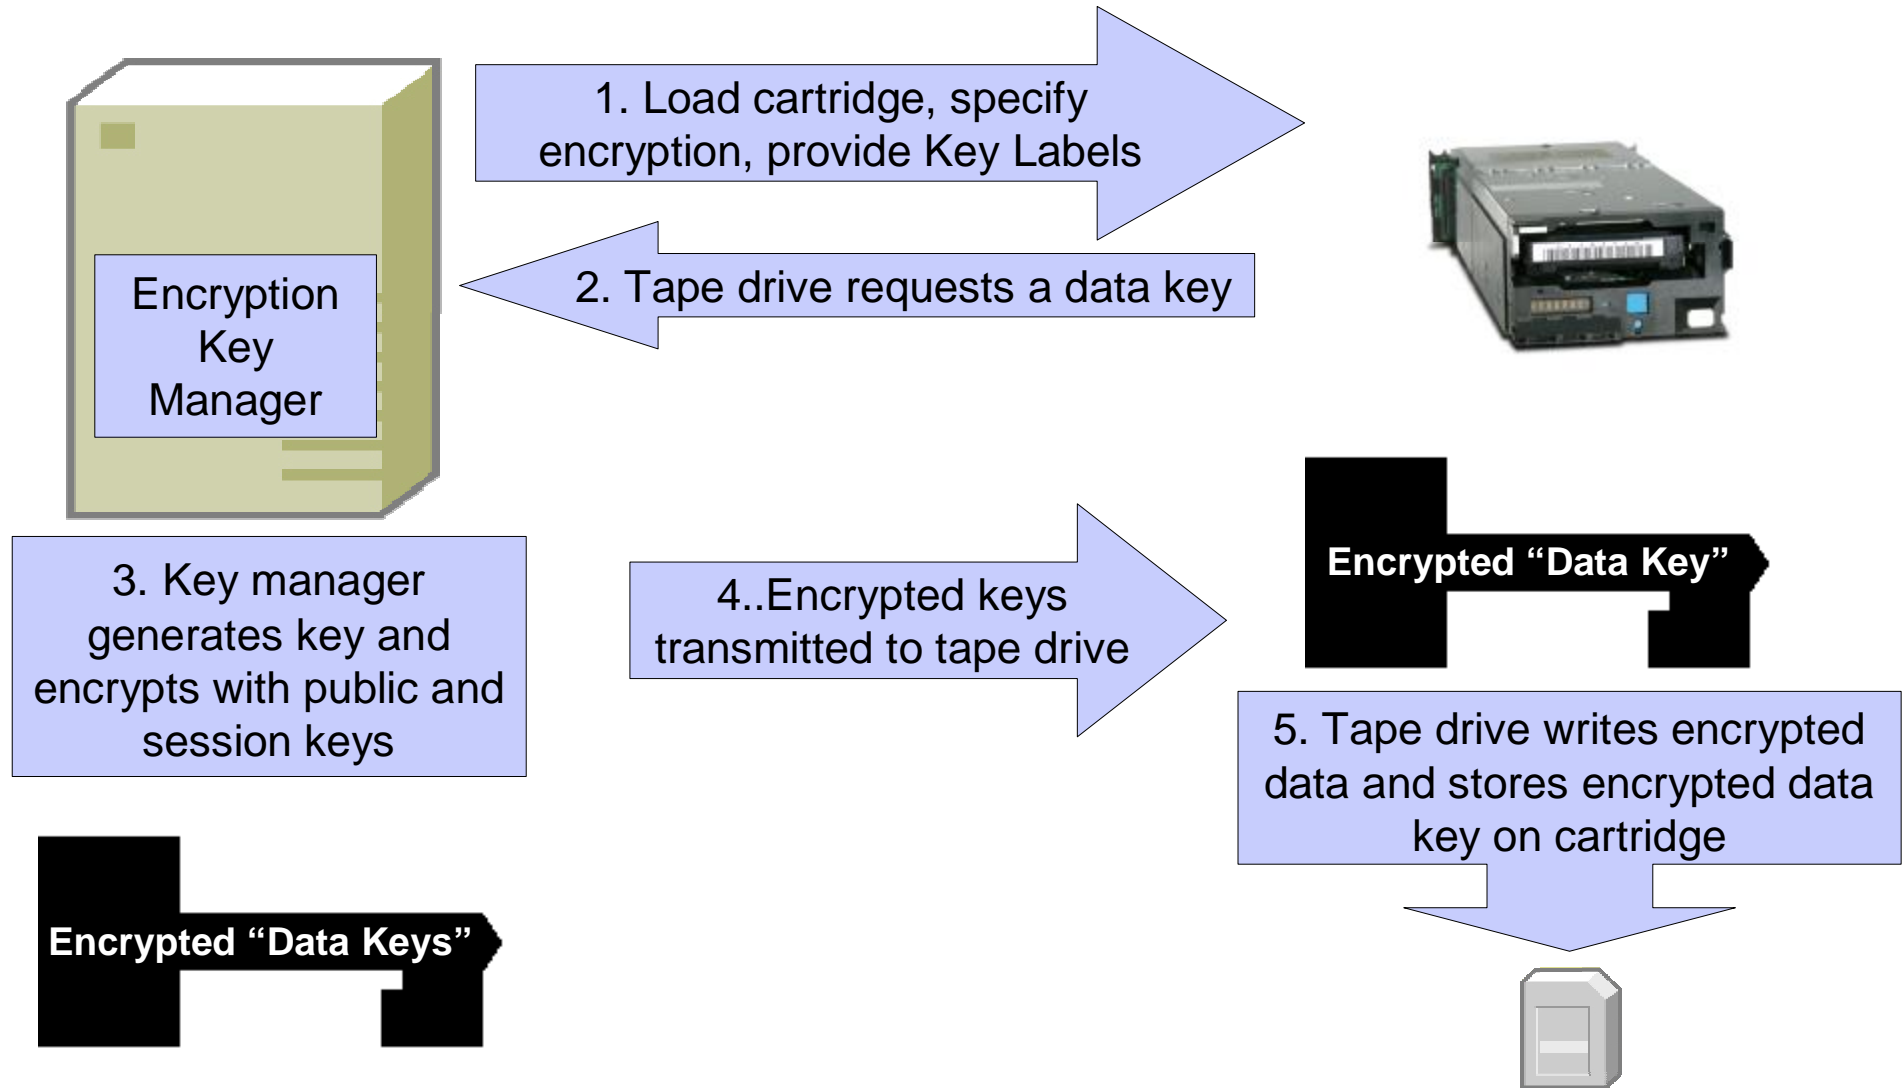 1. Load cartridge, specify
encryption, provide Key Labels
2. Tape drive requests a data key
Encryption
Key
Manager
3. Key manager
generates key and
encrypts with public and
session keys
4..Encrypted keys
transmitted to tape drive
Encrypted “Data Key”
5. Tape drive writes encrypted
data and stores encrypted data
key on cartridge
Encrypted “Data Keys”